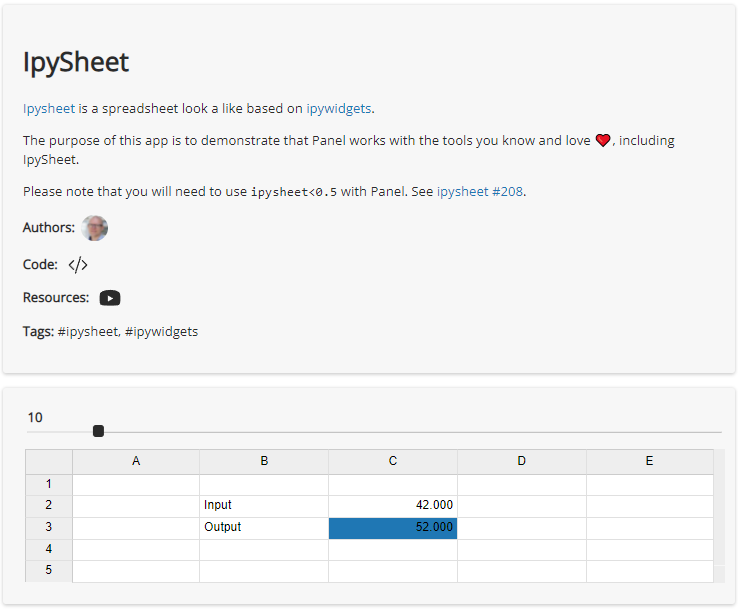 IpySheet
Ipysheet is a spreadsheet look a like based on ipywidgets.
The purpose of this app is to demonstrate that Panel works with the tools you know and love ❤, including
IpySheet.
Please note that you will need to use ipysheet<0.5 with Panel. See ipysheet #208.
Authors:
Code: </>
Resources:
Tags: #ipysheet, #ipywidgets
10
A B C D E
1
2 Input 42.000
3 Output 52.000
4
5